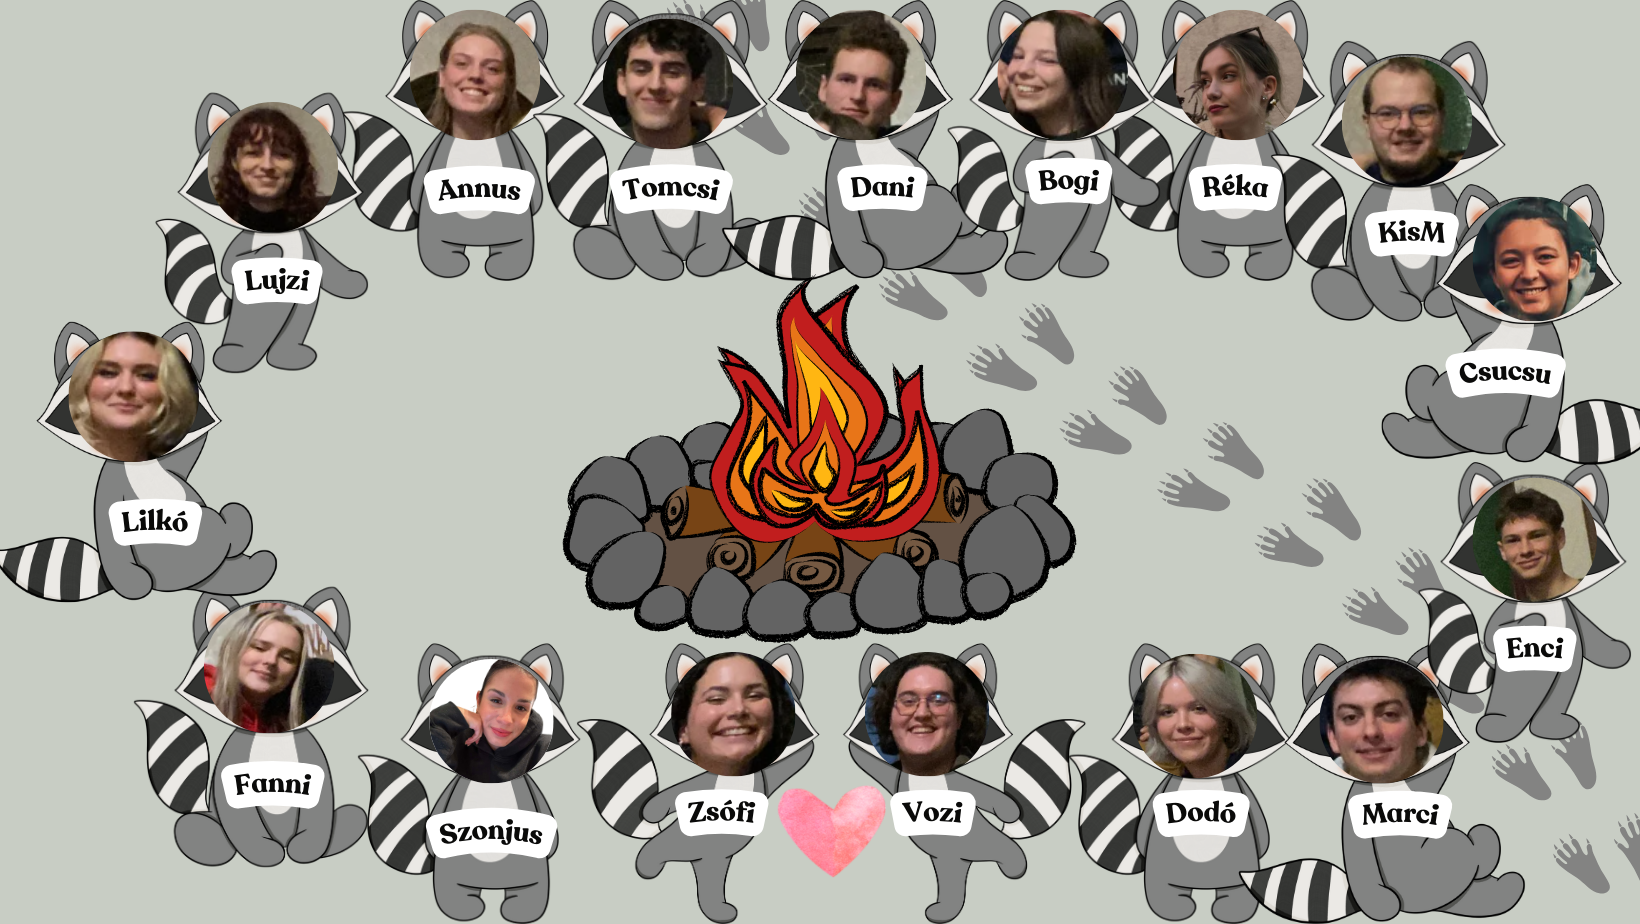 Annus
Tomcsi
Dani
Bogi
Réka
KisM
Lujzi
Csucsu
Lilkó
Enci
Fanni
Szonjus
Zsófi
Vozi
Dodó
Marci